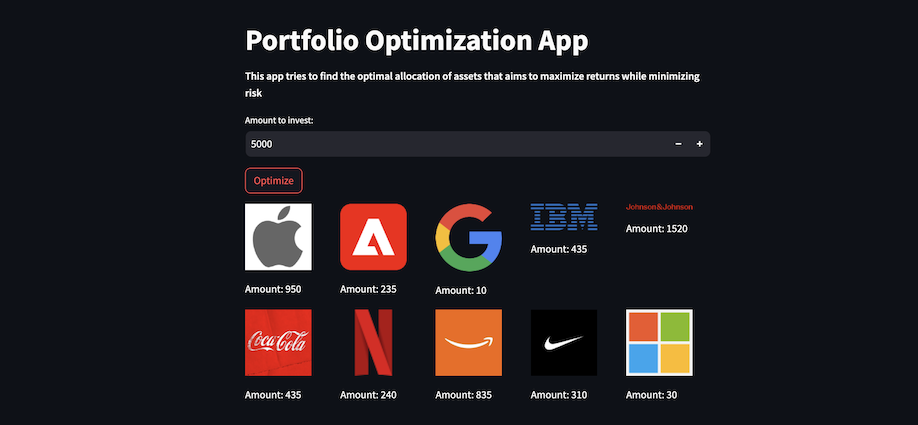 Portfolio Optimization App
This app tries to find the optimal allocation of assets that aims to maximize returns while minimizing
risk
Amount to invest:
5000
Optimize
IBM
Johnson&Johnson
Amount: 950
Amount: 235
Amount: 10
Amount: 435
Amount: 1520
Coca-Cola
Amount: 435
Amount: 240
Amount: 835
Amount: 310
Amount: 30